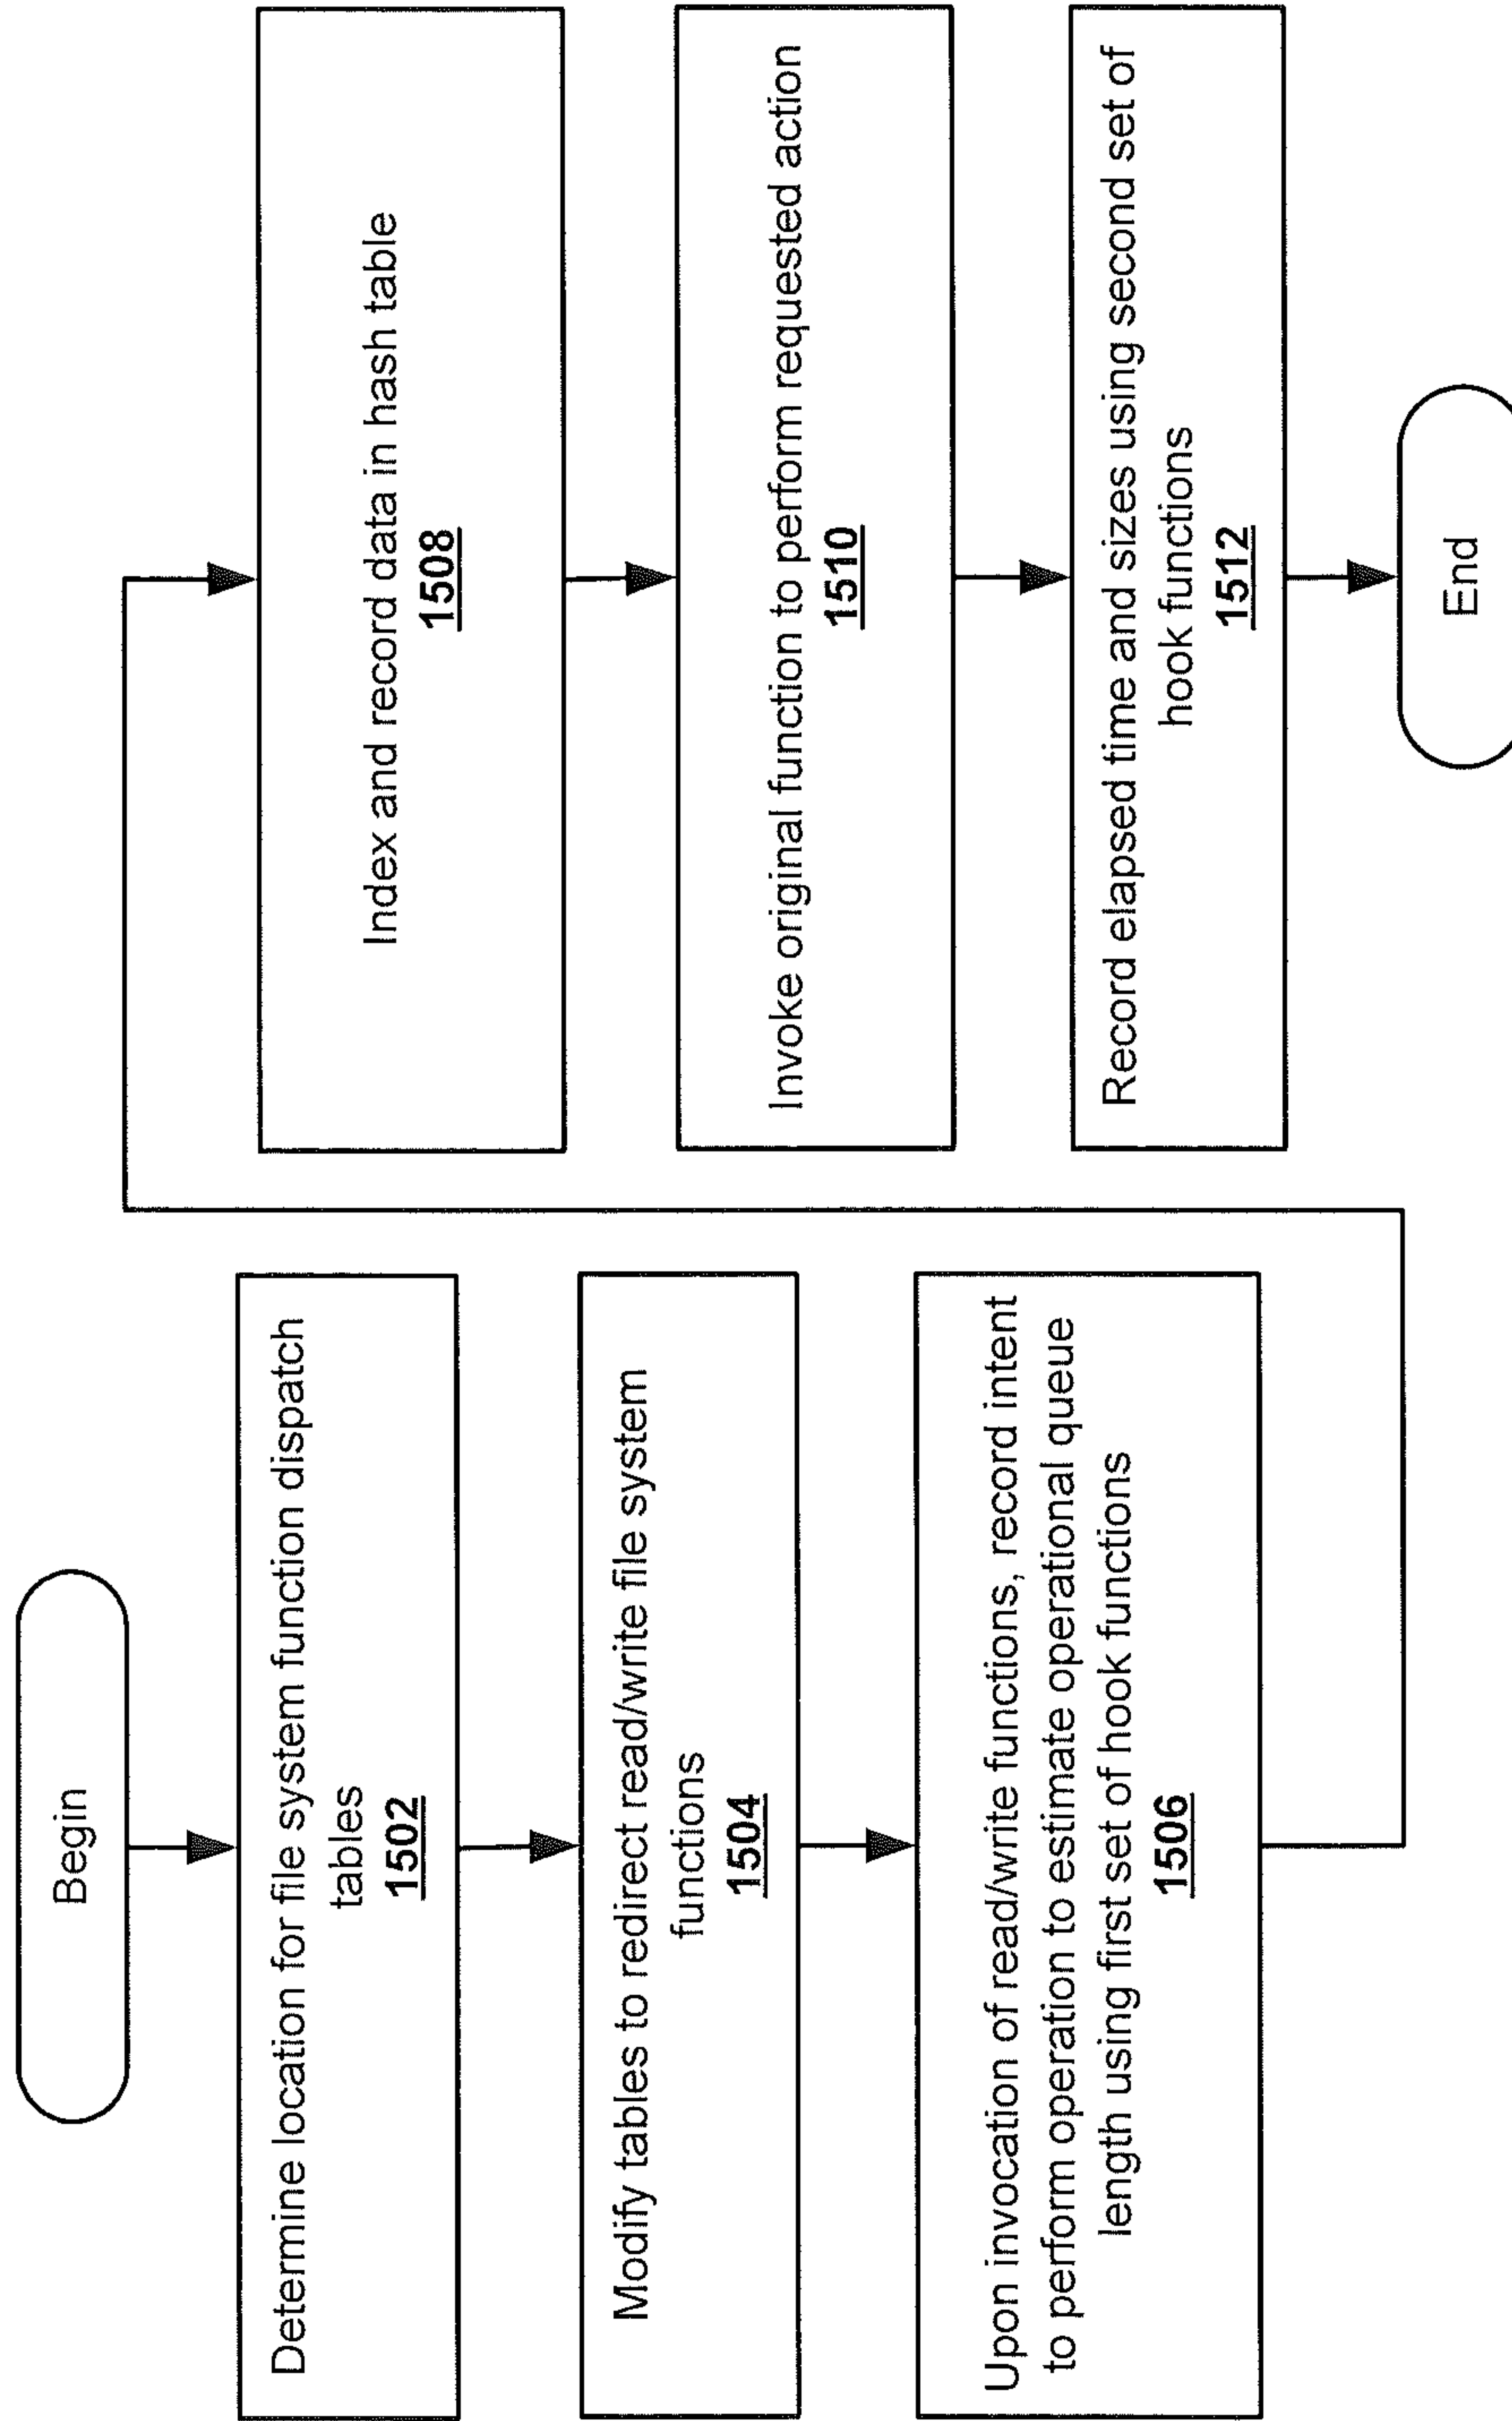 Begin
Determine location for file system function dispatch
tables
1502
Modify tables to redirect read/write file system
functions
1504
Upon invocation of read/write functions, record intent
to perform operation to estimate operational queue
length using first set of hook functions
1506
Index and record data in hash table
1508
Invoke original function to perform requested action
1510
Record elapsed time and sizes using second set of
hook functions
1512
End